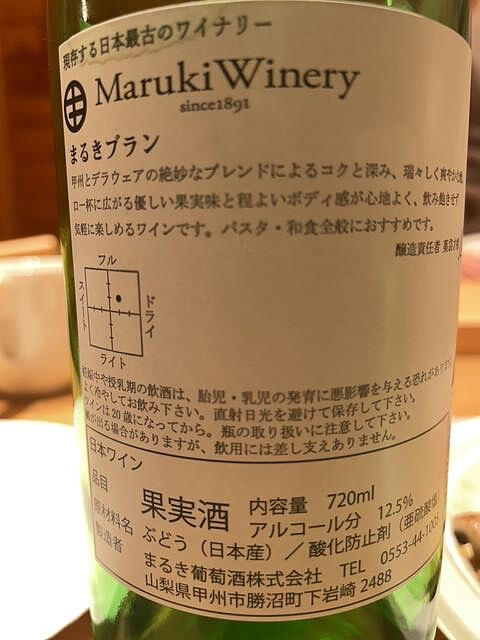 現存する日本最古のワイナリー
Maruki Winery
since1891
まるきブラン
甲州とデラウェアの絶妙なブレンドによるコクと深み、瑞々しく爽やかな
口一杯に広がる優しい果実味と程よいボディ感が心地よく、飲み飽きせず
気軽に楽しめるワインです。パスタ・和食全般におすすめです。
醸造責任者
フル
スイート
ドライ
ライト
妊娠中や授乳期の飲酒は、胎児・乳児の発育に悪影響を与える恐れがあります
よく冷やしてお飲み下さい。直射日光を避けて保存して下さい。
ワインは20歳になってから。瓶の取り扱いに注意して下さい。
が出る場合がありますが、飲用には差し支えありません。
日本ワイン
品目 果実酒 内容量 720ml
アルコール分 12.5%
原材料名 ぶどう（日本産）／酸化防止剤（亜硫酸塩）
製造者 まるき葡萄酒株式会社 TEL 0553-44-1005
山梨県甲州市勝沼町下岩崎 2488